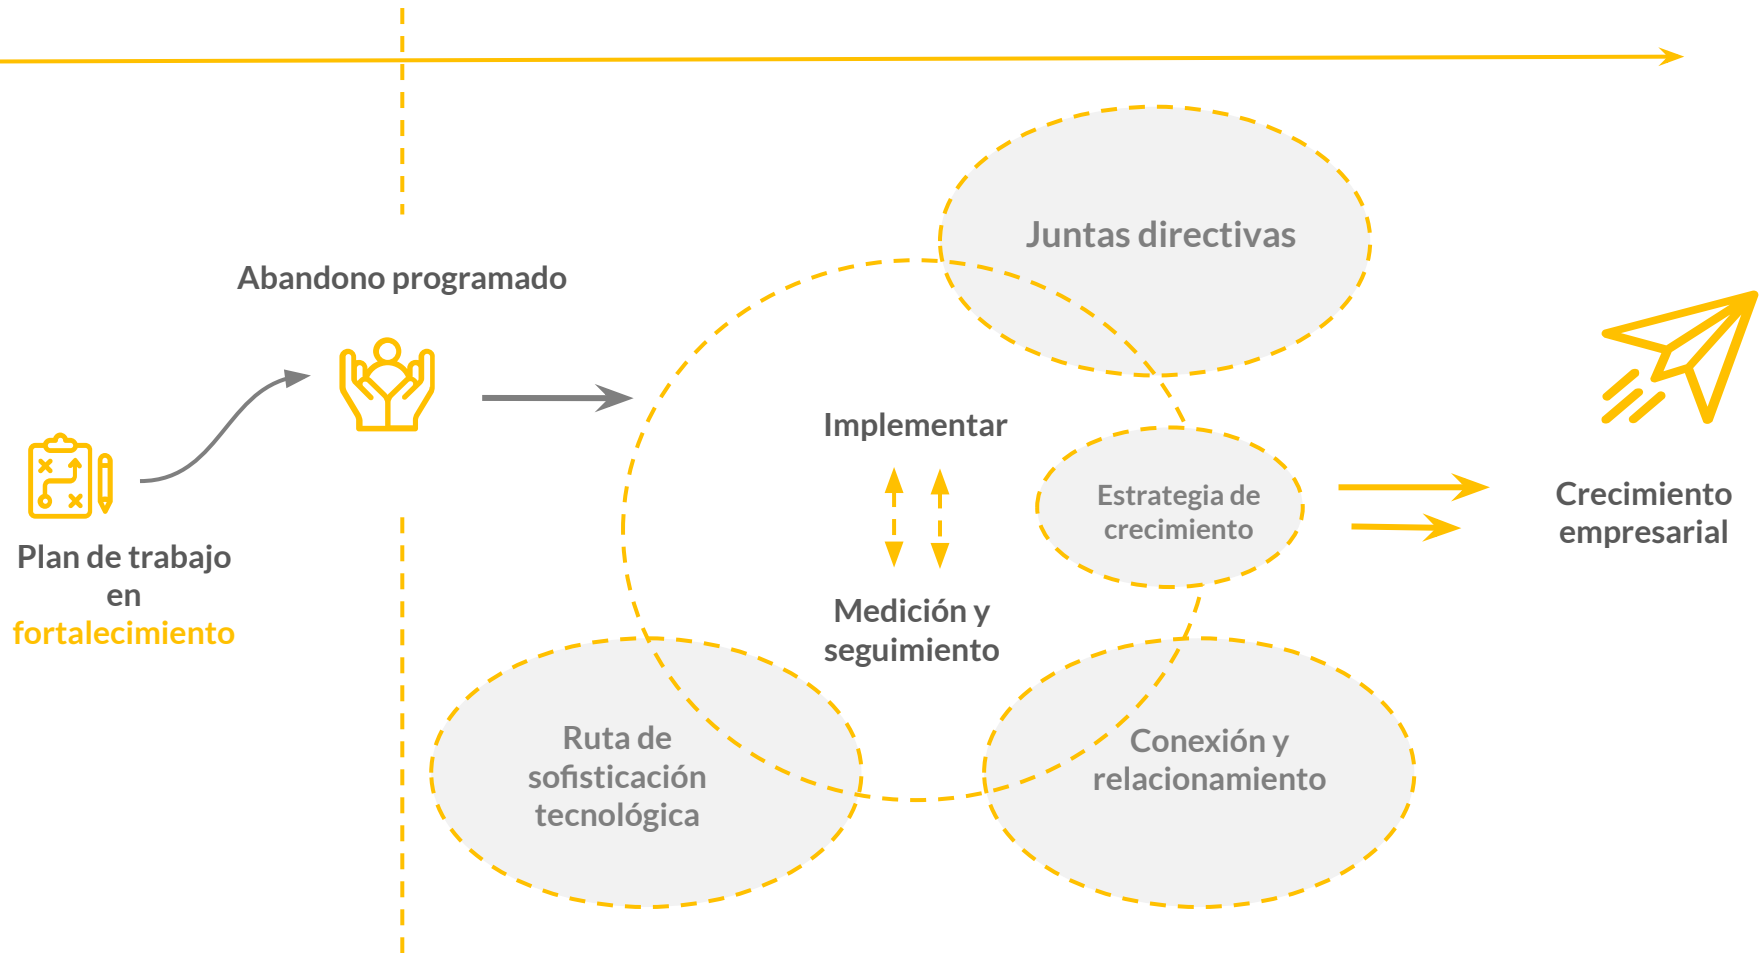 Plan de trabajo
en
fortalecimiento
Abandono programado
Juntas directivas
Implementar
Medición y
seguimiento
Estrategia de
crecimiento
Ruta de
sofisticación
tecnológica
Conexión y
relacionamiento
Crecimiento
empresarial